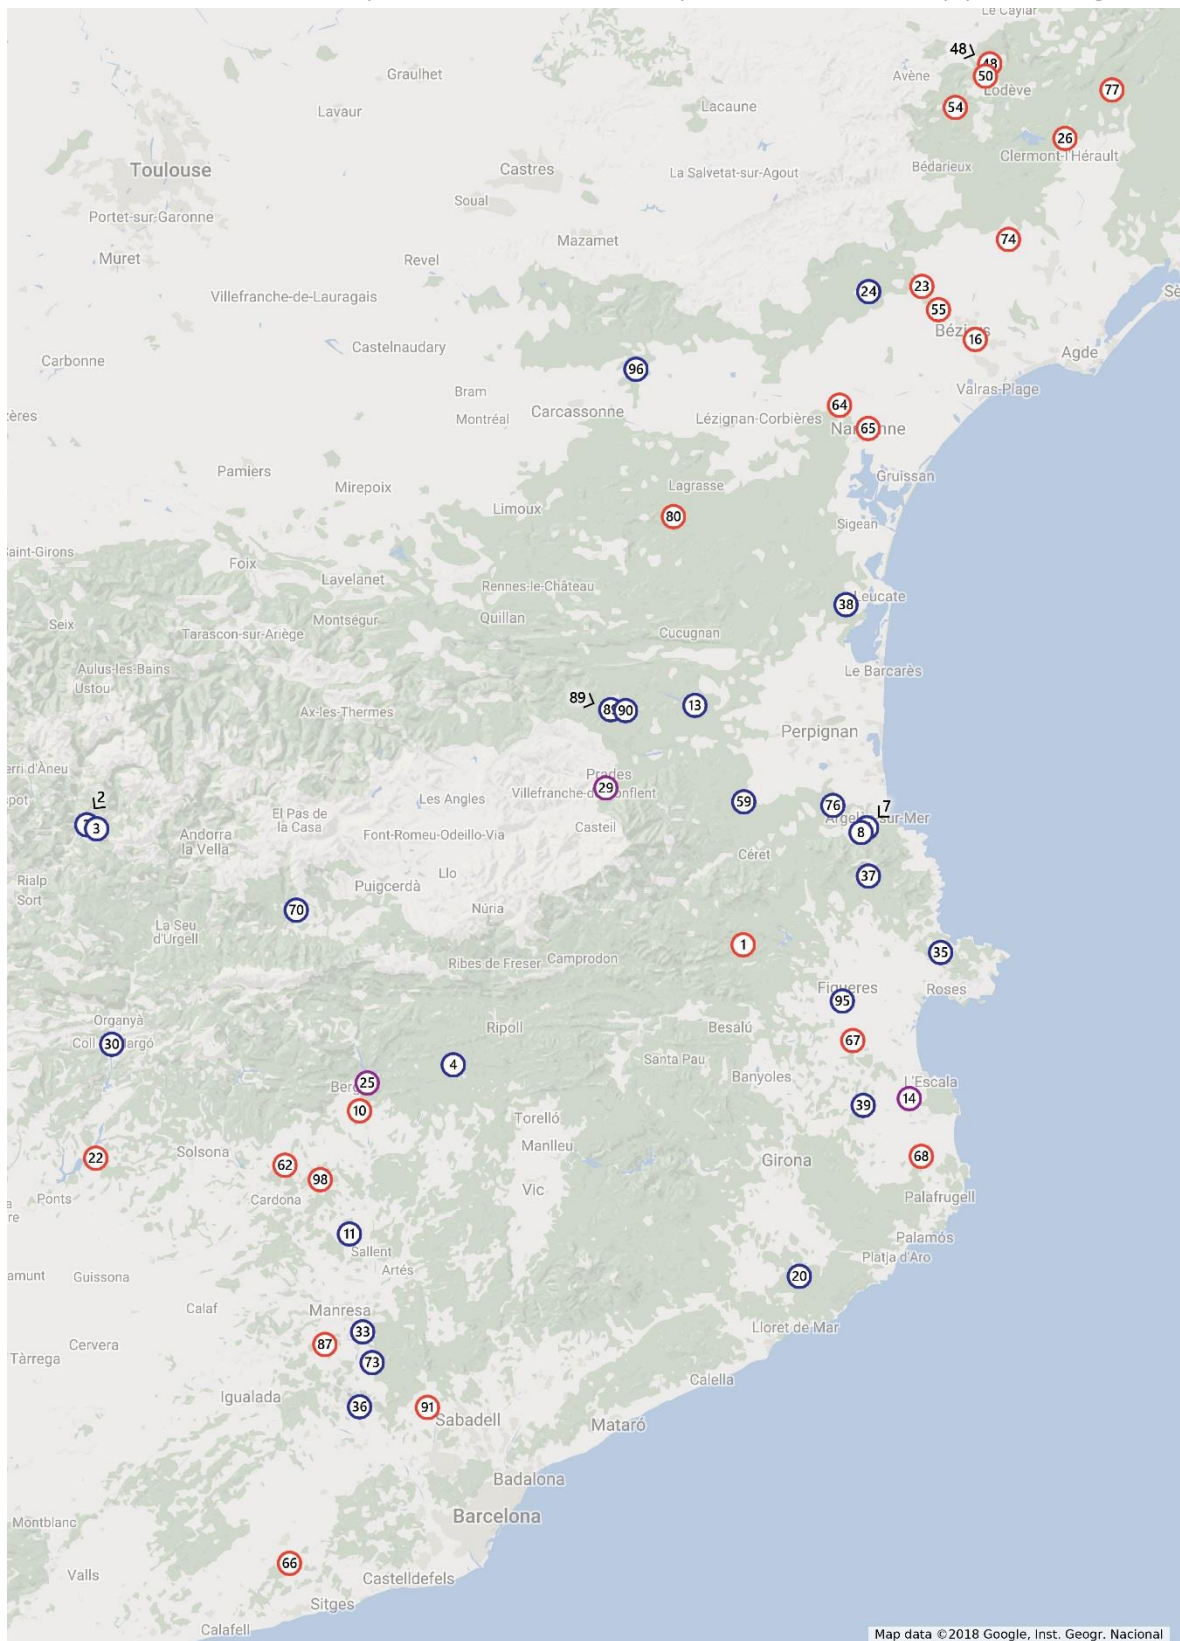 Le Caylar
48
48
Graulhet
Avène
50
Lodève
77
Lavaur
Lacaune
54
26
Clermont-l'Hérault
Toulouse
Castres
La Salvetat-sur-Agout
Bédarieux
Soual
Portet-sur-Garonne
Mazamet
74
Muret
Revel
Villefranche-de-Lauragais
24
23
55
Carbonne
Castelnaudary
16
Agde
96
Bram
Valras-Plage
Carcassonne
64
Montréal
Lézignan-Corbières
65
Pamiers
Gruissan
Mirepoix
Lagrasse
Limoux
80
Sigean
Saint-Girons
Foix
Lavelanet
Rennes-le-Château
38
Leucate
Seix
Montségur
Quillan
Tarascon-sur-Ariège
Cucugnan
Aulus-les-Bains
Le Barcarès
Ustou
89
13
Ax-les-Thermes
89
90
Perpignan
Prades
29
2
Les Angles
59
76
7
3
El Pas de
la Casa
Andorra
la Vella
Font-Romeu-Odeillo-Via
Casteil
8
Céret
Rialp
Sort
Llo
Puigcerdà
37
70
Núria
La Seu
d'Urgell
1
35
Ribes de Freser
Camprodon
Figueres
Roses
95
Organyà
Ripoll
Besalú
30
67
4
Santa Pau
25
Banyoles
L'Escala
14
39
10
Torelló
Manlleu
22
Solsona
62
Girona
68
98
Vic
Ponts
Cardona
Palafrugell
11
Palamós
Sallent
Platja d'Aro
Artés
Guissona
20
Calaf
Manresa
33
Lloret de Mar
87
Cervera
Tàrrega
73
Calella
Igualada
36
91
Sabadell
Mataró
Badalona
Barcelona
Montblanc
66
Valls
Castelldefels
Sitges
Calafell
Map data ©2018 Google, Inst. Geogr. Nacional